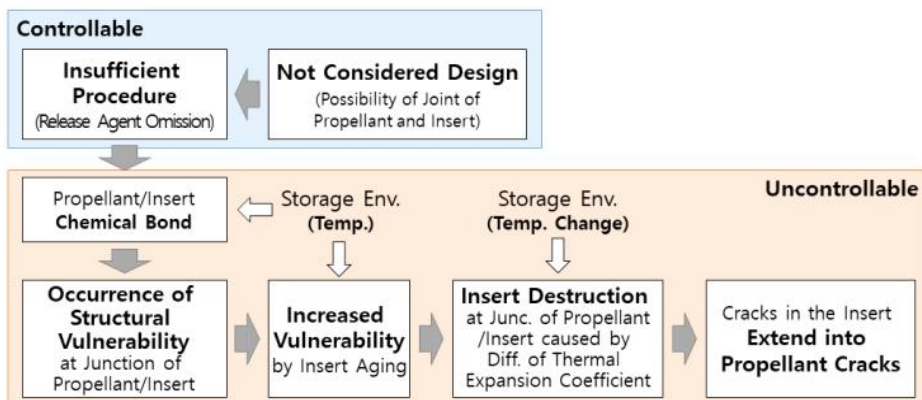 Controllable
Insufficient
Procedure
(Release Agent Omission)
Not Considered Design
(Possibility of Joint of
Propellant and Insert)
Uncontrollable
Propellant/Insert
Chemical Bond
Storage Env.
(Temp.)
Storage Env.
(Temp. Change)
Occurrence of
Structural
Vulnerability
at Junction of
Propellant/Insert
Increased
Vulnerability
by Insert Aging
Insert Destruction
at Junc. of Propellant
/Insert caused by
Diff. of Thermal
Expansion Coefficient
Cracks in the Insert
Extend into
Propellant Cracks